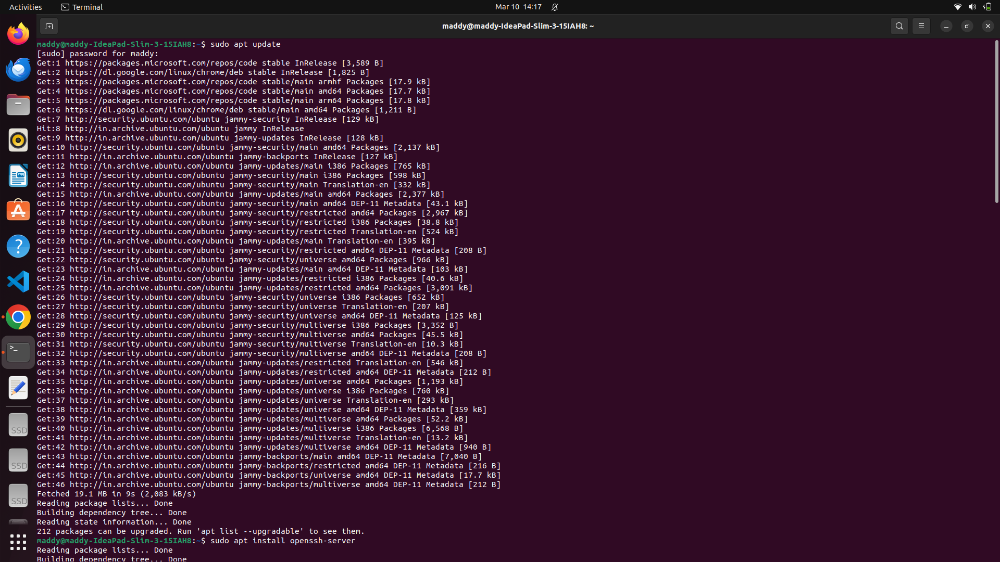 Activities
Terminal
Mar 10 14:17
maddy@maddy-IdeaPad-Slim-3-15IAH8: ~
maddy@maddy-IdeaPad-Slim-3-15IAH8:~$ sudo apt update
[sudo] password for maddy:
Get:1 https://packages.microsoft.com/repos/code stable InRelease [3,589 B]
Get:2 https://dl.google.com/linux/chrome/deb stable InRelease [1,825 B]
Get:3 https://packages.microsoft.com/repos/code stable/main armhf Packages [17.9 kB]
Get:4 https://packages.microsoft.com/repos/code stable/main amd64 Packages [17.7 kB]
Get:5 https://packages.microsoft.com/repos/code stable/main arm64 Packages [17.8 kB]
Get:6 https://dl.google.com/linux/chrome/deb stable/main amd64 Packages [1,211 B]
Get:7 http://security.ubuntu.com/ubuntu jammy-security InRelease [129 kB]
Hit:8 http://in.archive.ubuntu.com/ubuntu jammy InRelease
Get:9 http://in.archive.ubuntu.com/ubuntu jammy-updates InRelease [128 kB]
Get:10 http://security.ubuntu.com/ubuntu jammy-security/main amd64 Packages [2,137 kB]
Get:11 http://in.archive.ubuntu.com/ubuntu jammy-backports InRelease [127 kB]
Get:12 http://in.archive.ubuntu.com/ubuntu jammy-updates/main i386 Packages [765 kB]
Get:13 http://security.ubuntu.com/ubuntu jammy-security/main i386 Packages [598 kB]
Get:14 http://security.ubuntu.com/ubuntu jammy-security/main Translation-en [332 kB]
Get:15 http://in.archive.ubuntu.com/ubuntu jammy-updates/main amd64 Packages [2,377 kB]
Get:16 http://security.ubuntu.com/ubuntu jammy-security/main amd64 DEP-11 Metadata [43.1 kB]
Get:17 http://security.ubuntu.com/ubuntu jammy-security/restricted amd64 Packages [2,967 kB]
Get:18 http://security.ubuntu.com/ubuntu jammy-security/restricted i386 Packages [38.8 kB]
Get:19 http://security.ubuntu.com/ubuntu jammy-security/restricted Translation-en [524 kB]
Get:20 http://in.archive.ubuntu.com/ubuntu jammy-updates/main Translation-en [395 kB]
Get:21 http://security.ubuntu.com/ubuntu jammy-security/restricted amd64 DEP-11 Metadata [208 B]
Get:22 http://security.ubuntu.com/ubuntu jammy-security/universe amd64 Packages [966 kB]
Get:23 http://in.archive.ubuntu.com/ubuntu jammy-updates/main amd64 DEP-11 Metadata [103 kB]
Get:24 http://in.archive.ubuntu.com/ubuntu jammy-updates/restricted i386 Packages [40.6 kB]
Get:25 http://in.archive.ubuntu.com/ubuntu jammy-updates/restricted amd64 Packages [3,091 kB]
Get:26 http://security.ubuntu.com/ubuntu jammy-security/universe i386 Packages [652 kB]
Get:27 http://security.ubuntu.com/ubuntu jammy-security/universe Translation-en [207 kB]
Get:28 http://security.ubuntu.com/ubuntu jammy-security/universe amd64 DEP-11 Metadata [125 kB]
Get:29 http://security.ubuntu.com/ubuntu jammy-security/multiverse i386 Packages [3,352 B]
Get:30 http://security.ubuntu.com/ubuntu jammy-security/multiverse amd64 Packages [45.5 kB]
Get:31 http://security.ubuntu.com/ubuntu jammy-security/multiverse Translation-en [10.3 kB]
Get:32 http://security.ubuntu.com/ubuntu jammy-security/multiverse amd64 DEP-11 Metadata [208 B]
Get:33 http://in.archive.ubuntu.com/ubuntu jammy-updates/restricted Translation-en [546 kB]
Get:34 http://in.archive.ubuntu.com/ubuntu jammy-updates/restricted amd64 DEP-11 Metadata [212 B]
Get:35 http://in.archive.ubuntu.com/ubuntu jammy-updates/universe amd64 Packages [1,193 kB]
Get:36 http://in.archive.ubuntu.com/ubuntu jammy-updates/universe i386 Packages [760 kB]
Get:37 http://in.archive.ubuntu.com/ubuntu jammy-updates/universe Translation-en [293 kB]
Get:38 http://in.archive.ubuntu.com/ubuntu jammy-updates/universe amd64 DEP-11 Metadata [359 kB]
Get:39 http://in.archive.ubuntu.com/ubuntu jammy-updates/multiverse amd64 Packages [52.2 kB]
Get:40 http://in.archive.ubuntu.com/ubuntu jammy-updates/multiverse i386 Packages [6,568 B]
Get:41 http://in.archive.ubuntu.com/ubuntu jammy-updates/multiverse Translation-en [13.2 kB]
Get:42 http://in.archive.ubuntu.com/ubuntu jammy-updates/multiverse amd64 DEP-11 Metadata [940 B]
Get:43 http://in.archive.ubuntu.com/ubuntu jammy-backports/main amd64 DEP-11 Metadata [7,040 B]
Get:44 http://in.archive.ubuntu.com/ubuntu jammy-backports/restricted amd64 DEP-11 Metadata [216 B]
Get:45 http://in.archive.ubuntu.com/ubuntu jammy-backports/universe amd64 DEP-11 Metadata [17.7 kB]
Get:46 http://in.archive.ubuntu.com/ubuntu jammy-backports/multiverse amd64 DEP-11 Metadata [212 B]
Fetched 19.1 MB in 9s (2,083 kB/s)
Reading package lists... Done
Building dependency tree... Done
Reading state information... Done
212 packages can be upgraded. Run 'apt list --upgradable' to see them.
maddy@maddy-IdeaPad-Slim-3-15IAH8:~$ sudo apt install openssh-server
Reading package lists... Done
Building dependency tree... Done
SSD
SSD
SSD